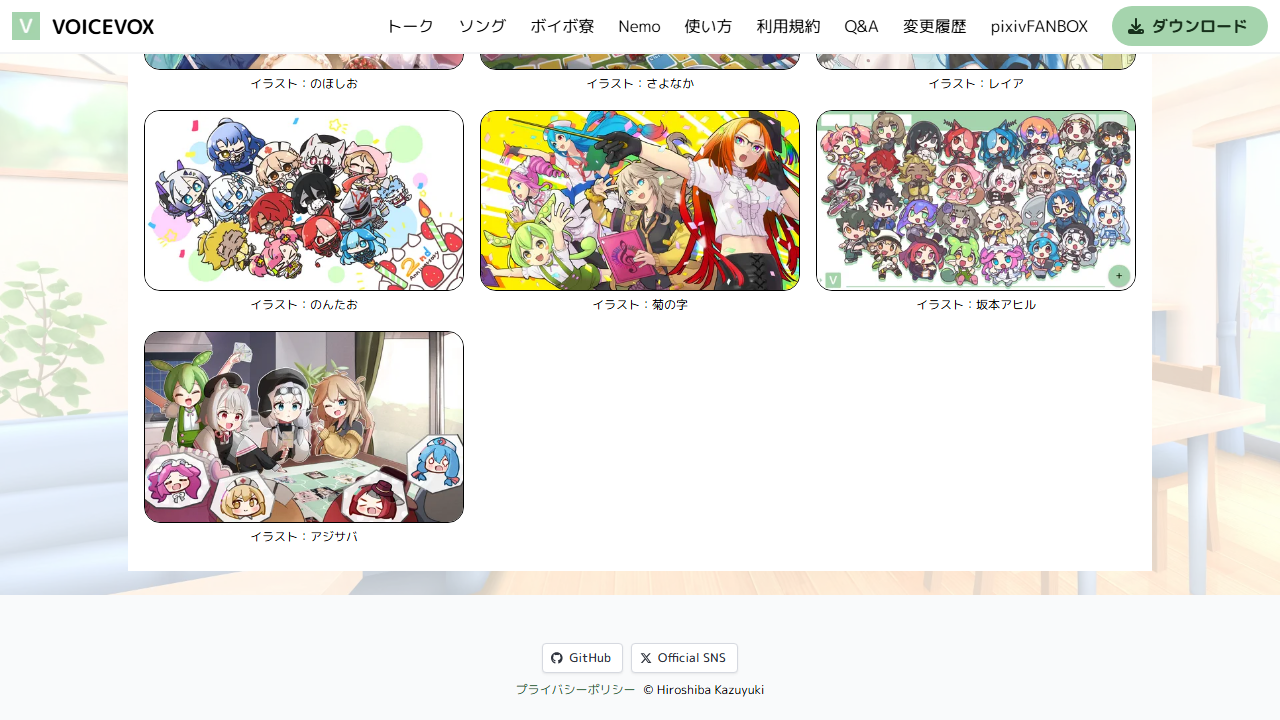 V VOICEVOX トーク ソング ボイボ寮 Nemo 使い方 利用規約 Q&A 変更履歴 pixivFANBOX ダウンロード
イラスト：のほしお イラスト：さよなか イラスト：レイア
2nd
V
イラスト：のんたお イラスト：菊の字 イラスト：坂本アヒル
イラスト：アジサバ
GitHub Official SNS
プライバシーポリシー © Hiroshiba Kazuyuki